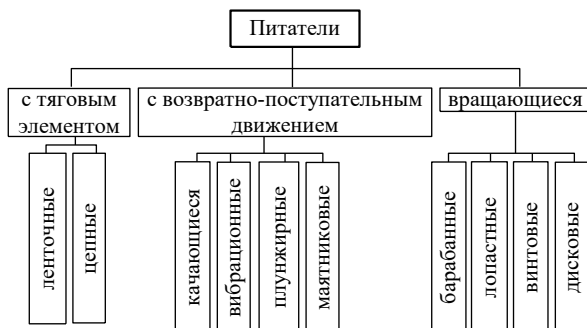 Питатели
с тяговым
элементом
с возвратно-поступательным
движением
вращающиеся
ленточные
цепные
качающиеся
вибрационные
плунжирные
маятниковые
барабанные
лопастные
винтовые
дисковые